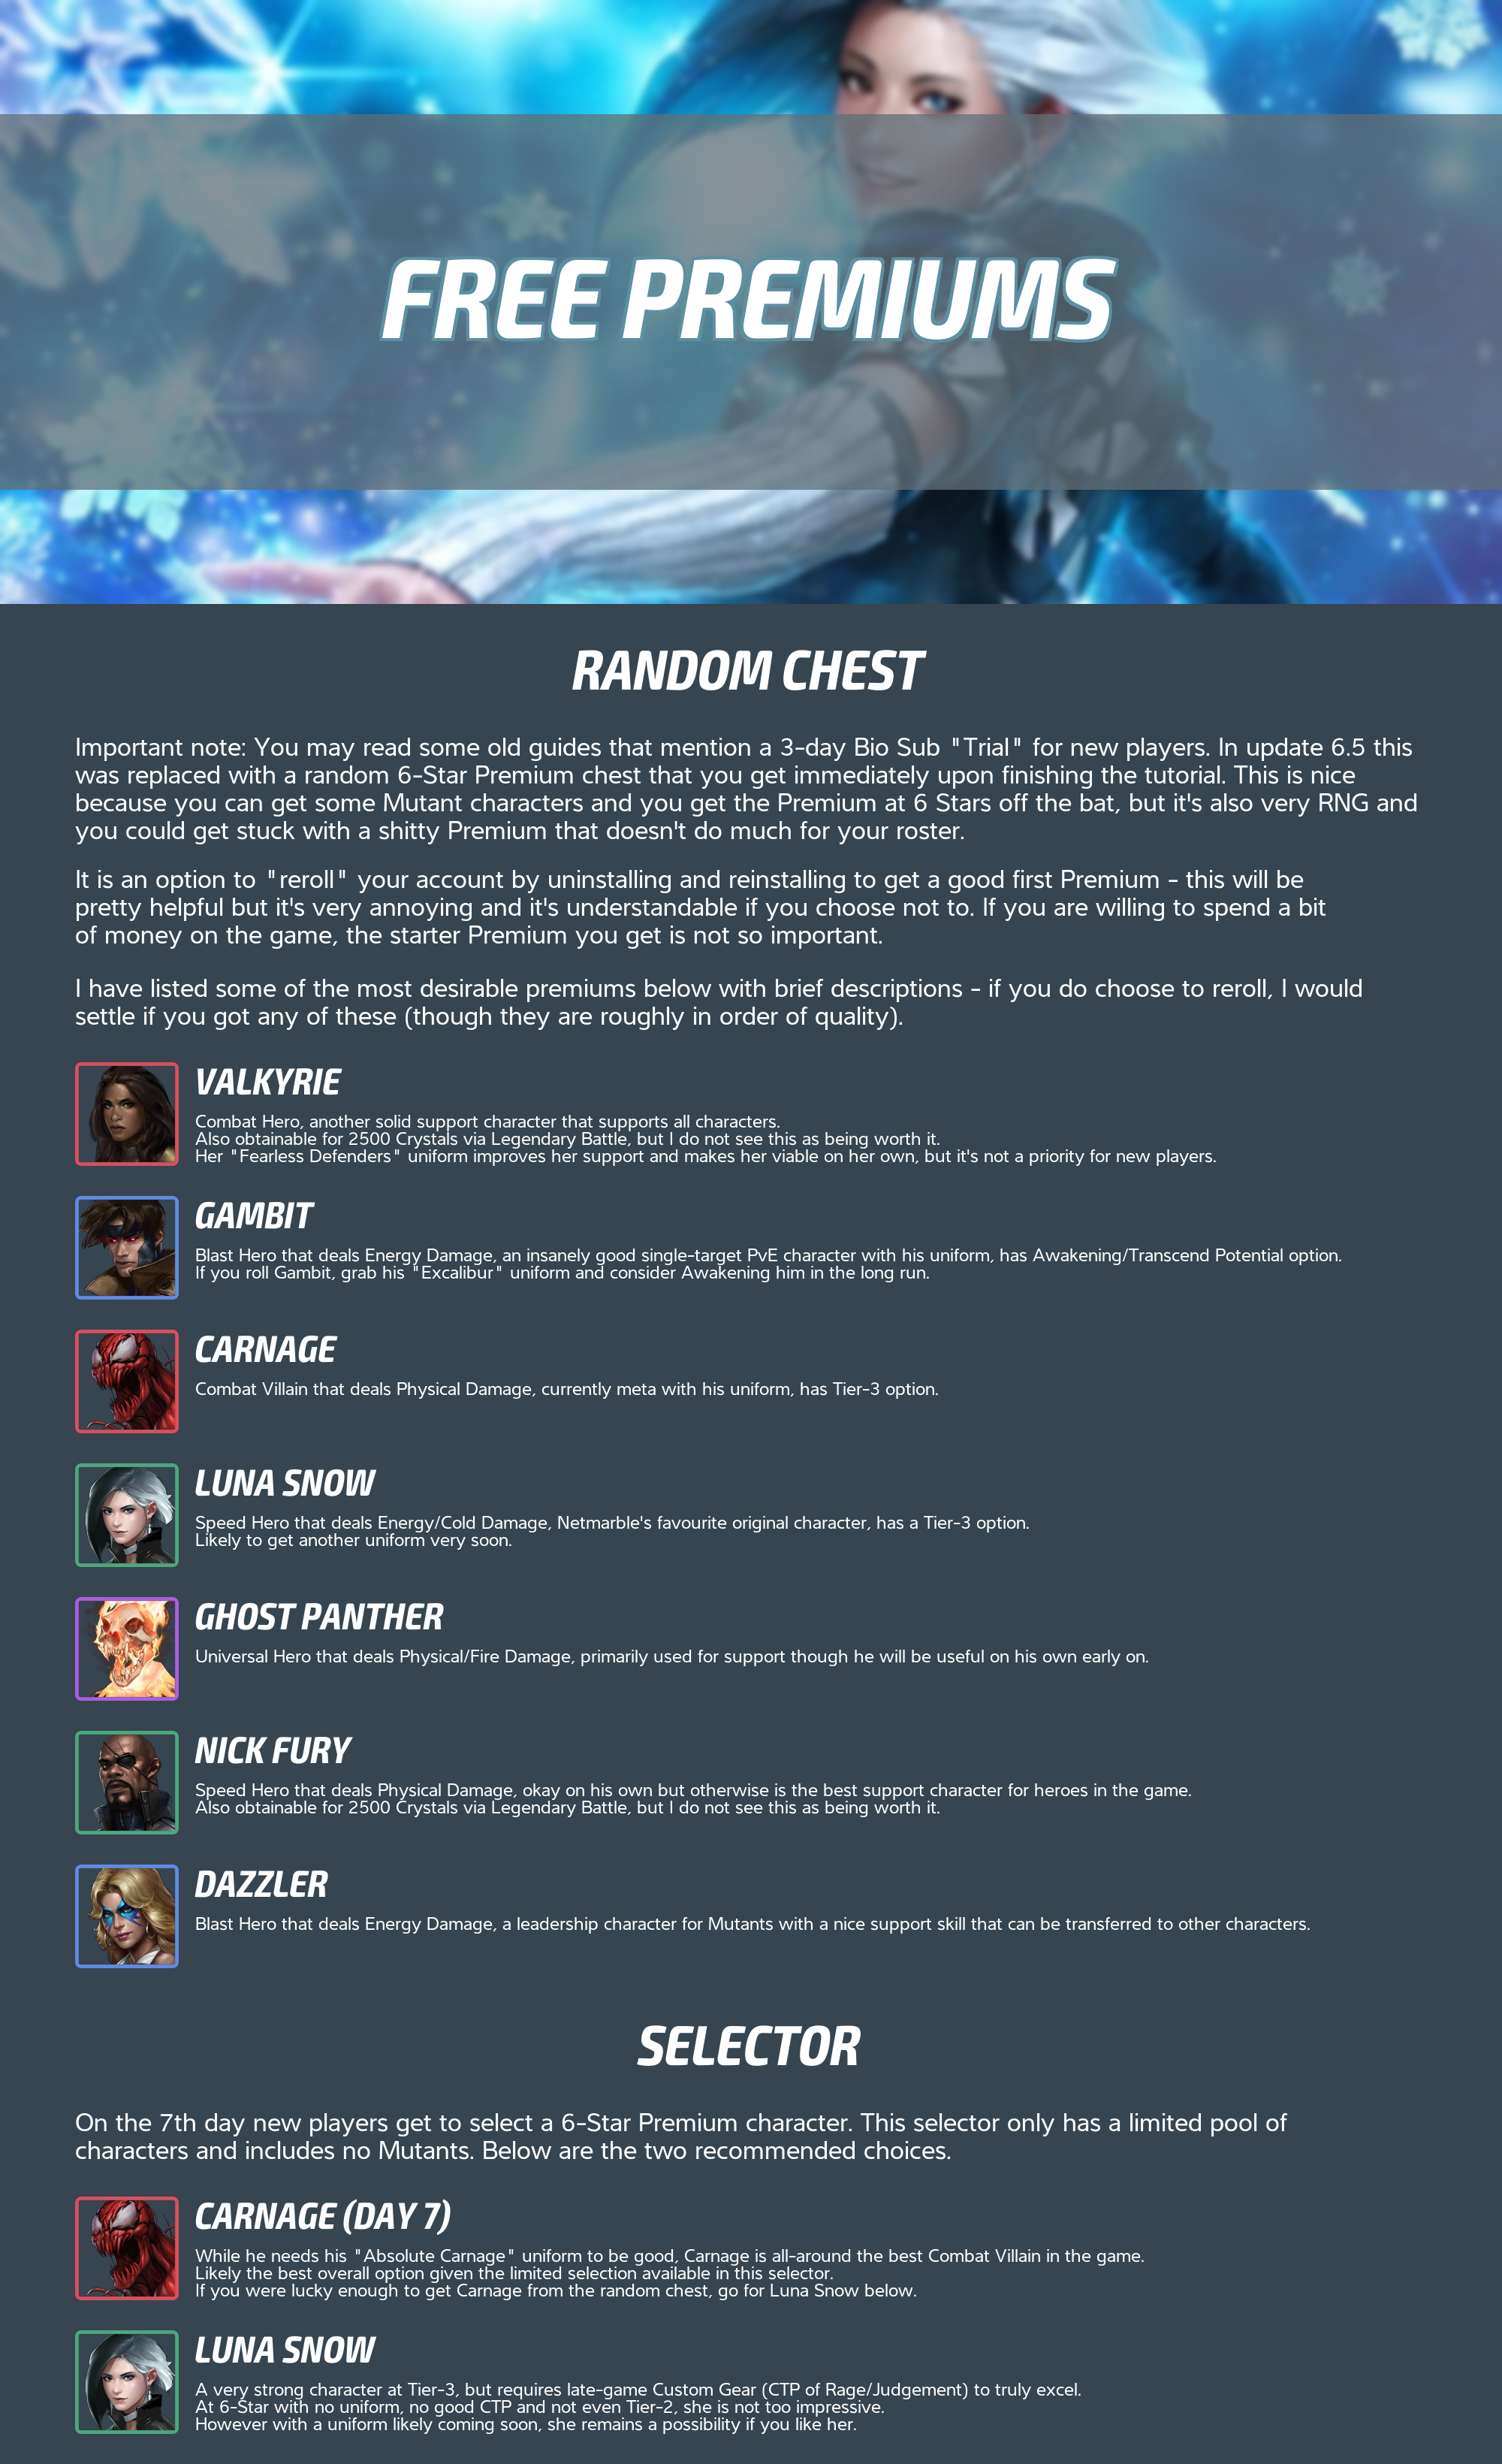 FREE PREMIUMS
RANDOM CHEST
Important note: You may read some old guides that mention a 3-day Bio Sub "Trial" for new players. In update 6.5 this
was replaced with a random 6-Star Premium chest that you get immediately upon finishing the tutorial. This is nice
because you can get some Mutant characters and you get the Premium at 6 Stars off the bat, but it's also very RNG and
you could get stuck with a shitty Premium that doesn't do much for your roster.
It is an option to "reroll" your account by uninstalling and reinstalling to get a good first Premium - this will be
pretty helpful but it's very annoying and it's understandable if you choose not to. If you are willing to spend a bit
of money on the game, the starter Premium you get is not so important.
I have listed some of the most desirable premiums below with brief descriptions - if you do choose to reroll, I would
settle if you got any of these (though they are roughly in order of quality).
VALKYRIE
Combat Hero, another solid support character that supports all characters.
Also obtainable for 2500 Crystals via Legendary Battle, but I do not see this as being worth it.
Her "Fearless Defenders" uniform improves her support and makes her viable on her own, but it's not a priority for new players.
GAMBIT
Blast Hero that deals Energy Damage, an insanely good single-target PvE character with his uniform, has Awakening/Transcend Potential option.
If you roll Gambit, grab his "Excalibur" uniform and consider Awakening him in the long run.
CARNAGE
Combat Villain that deals Physical Damage, currently meta with his uniform, has Tier-3 option.
LUNA SNOW
Speed Hero that deals Energy/Cold Damage, Netmarble's favourite original character, has a Tier-3 option.
Likely to get another uniform very soon.
GHOST PANTHER
Universal Hero that deals Physical/Fire Damage, primarily used for support though he will be useful on his own early on.
NICK FURY
Speed Hero that deals Physical Damage, okay on his own but otherwise is the best support character for heroes in the game.
Also obtainable for 2500 Crystals via Legendary Battle, but I do not see this as being worth it.
DAZZLER
Blast Hero that deals Energy Damage, a leadership character for Mutants with a nice support skill that can be transferred to other characters.
SELECTOR
On the 7th day new players get to select a 6-Star Premium character. This selector only has a limited pool of
characters and includes no Mutants. Below are the two recommended choices.
CARNAGE (DAY 7)
While he needs his "Absolute Carnage" uniform to be good, Carnage is all-around the best Combat Villain in the game.
Likely the best overall option given the limited selection available in this selector.
If you were lucky enough to get Carnage from the random chest, go for Luna Snow below.
LUNA SNOW
A very strong character at Tier-3, but requires late-game Custom Gear (CTP of Rage/Judgement) to truly excel.
At 6-Star with no uniform, no good CTP and not even Tier-2, she is not too impressive.
However with a uniform likely coming soon, she remains a possibility if you like her.